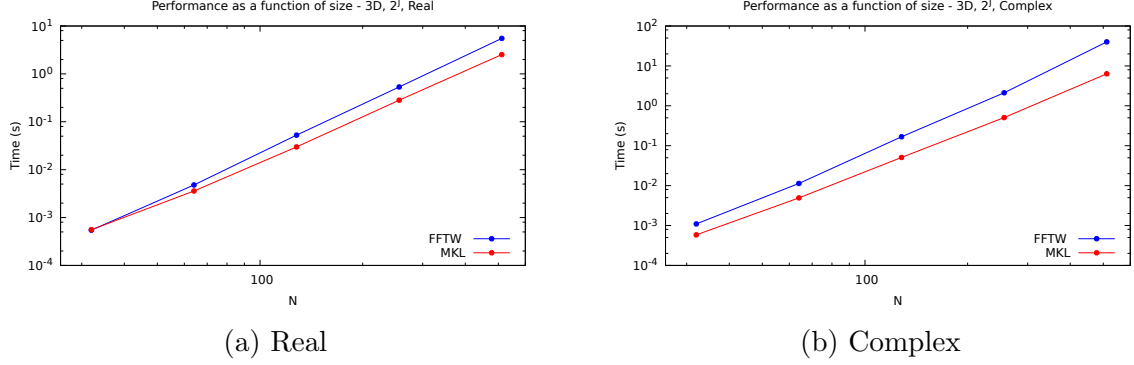 Performance as a function of size - 3D, 2^J, Real
10^1
10^0
10^-1
10^-2
10^-3
10^-4
Time (s)
100
N
FFTW
MKL
(a) Real
Performance as a function of size - 3D, 2^J, Complex
10^2
10^1
10^0
10^-1
10^-2
10^-3
10^-4
Time (s)
100
N
FFTW
MKL
(b) Complex